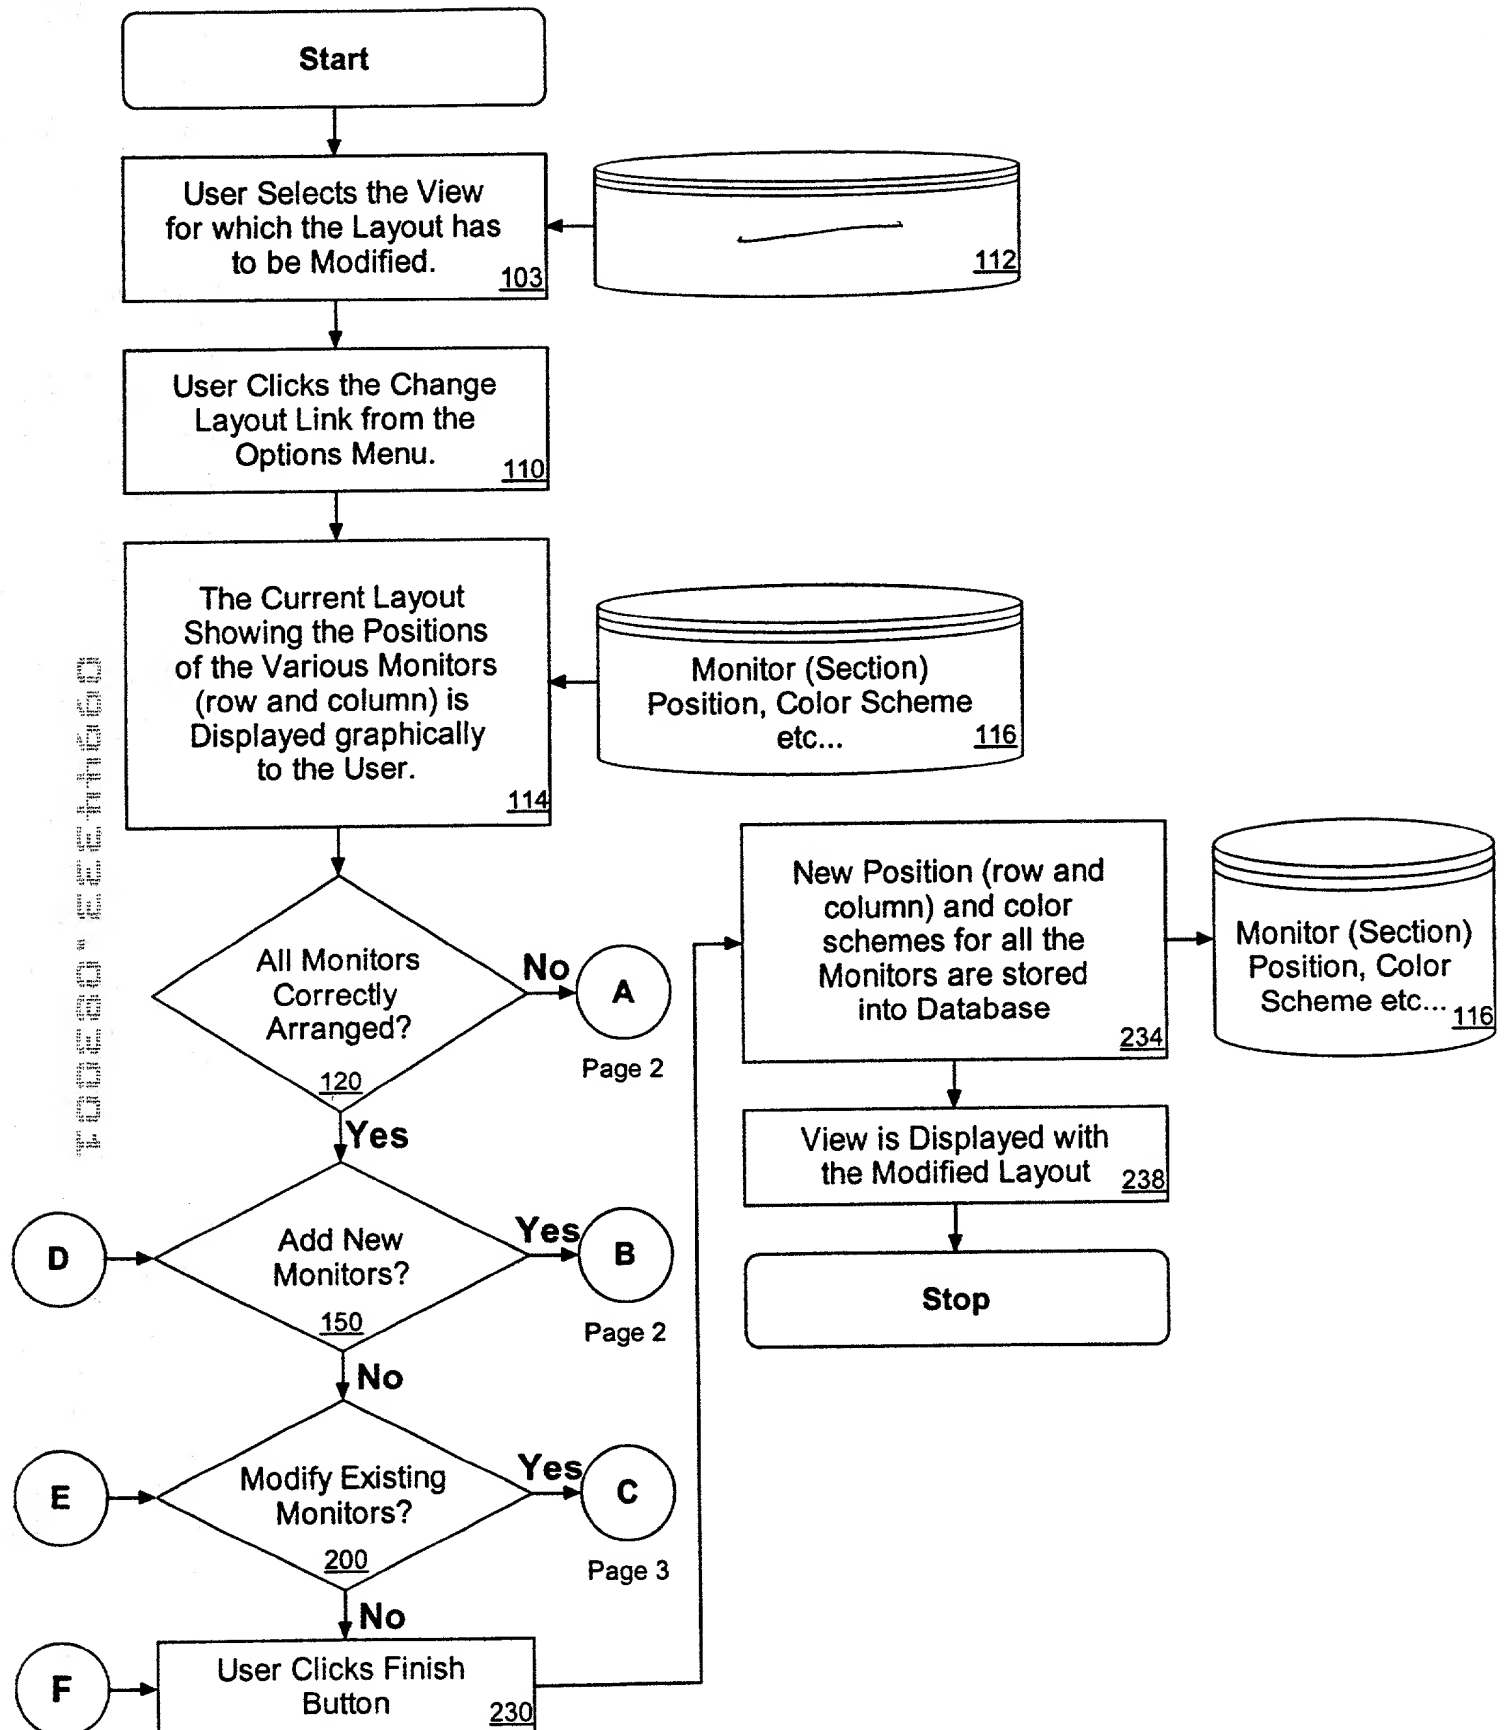 Start
User Selects the View
for which the Layout has
to be Modified.
103
112
User Clicks the Change
Layout Link from the
Options Menu.
110
The Current Layout
Showing the Positions
of the Various Monitors
(row and column) is
Displayed graphically
to the User.
114
Monitor (Section)
Position, Color Scheme
etc...
116
All Monitors
Correctly
Arranged?
120
No
A
Page 2
Yes
D
Add New
Monitors?
150
Yes
B
Page 2
No
E
Modify Existing
Monitors?
200
Yes
C
Page 3
No
F
User Clicks Finish
Button
230
New Position (row and
column) and color
schemes for all the
Monitors are stored
into Database
234
Monitor (Section)
Position, Color
Scheme etc...
116
View is Displayed with
the Modified Layout
238
Stop